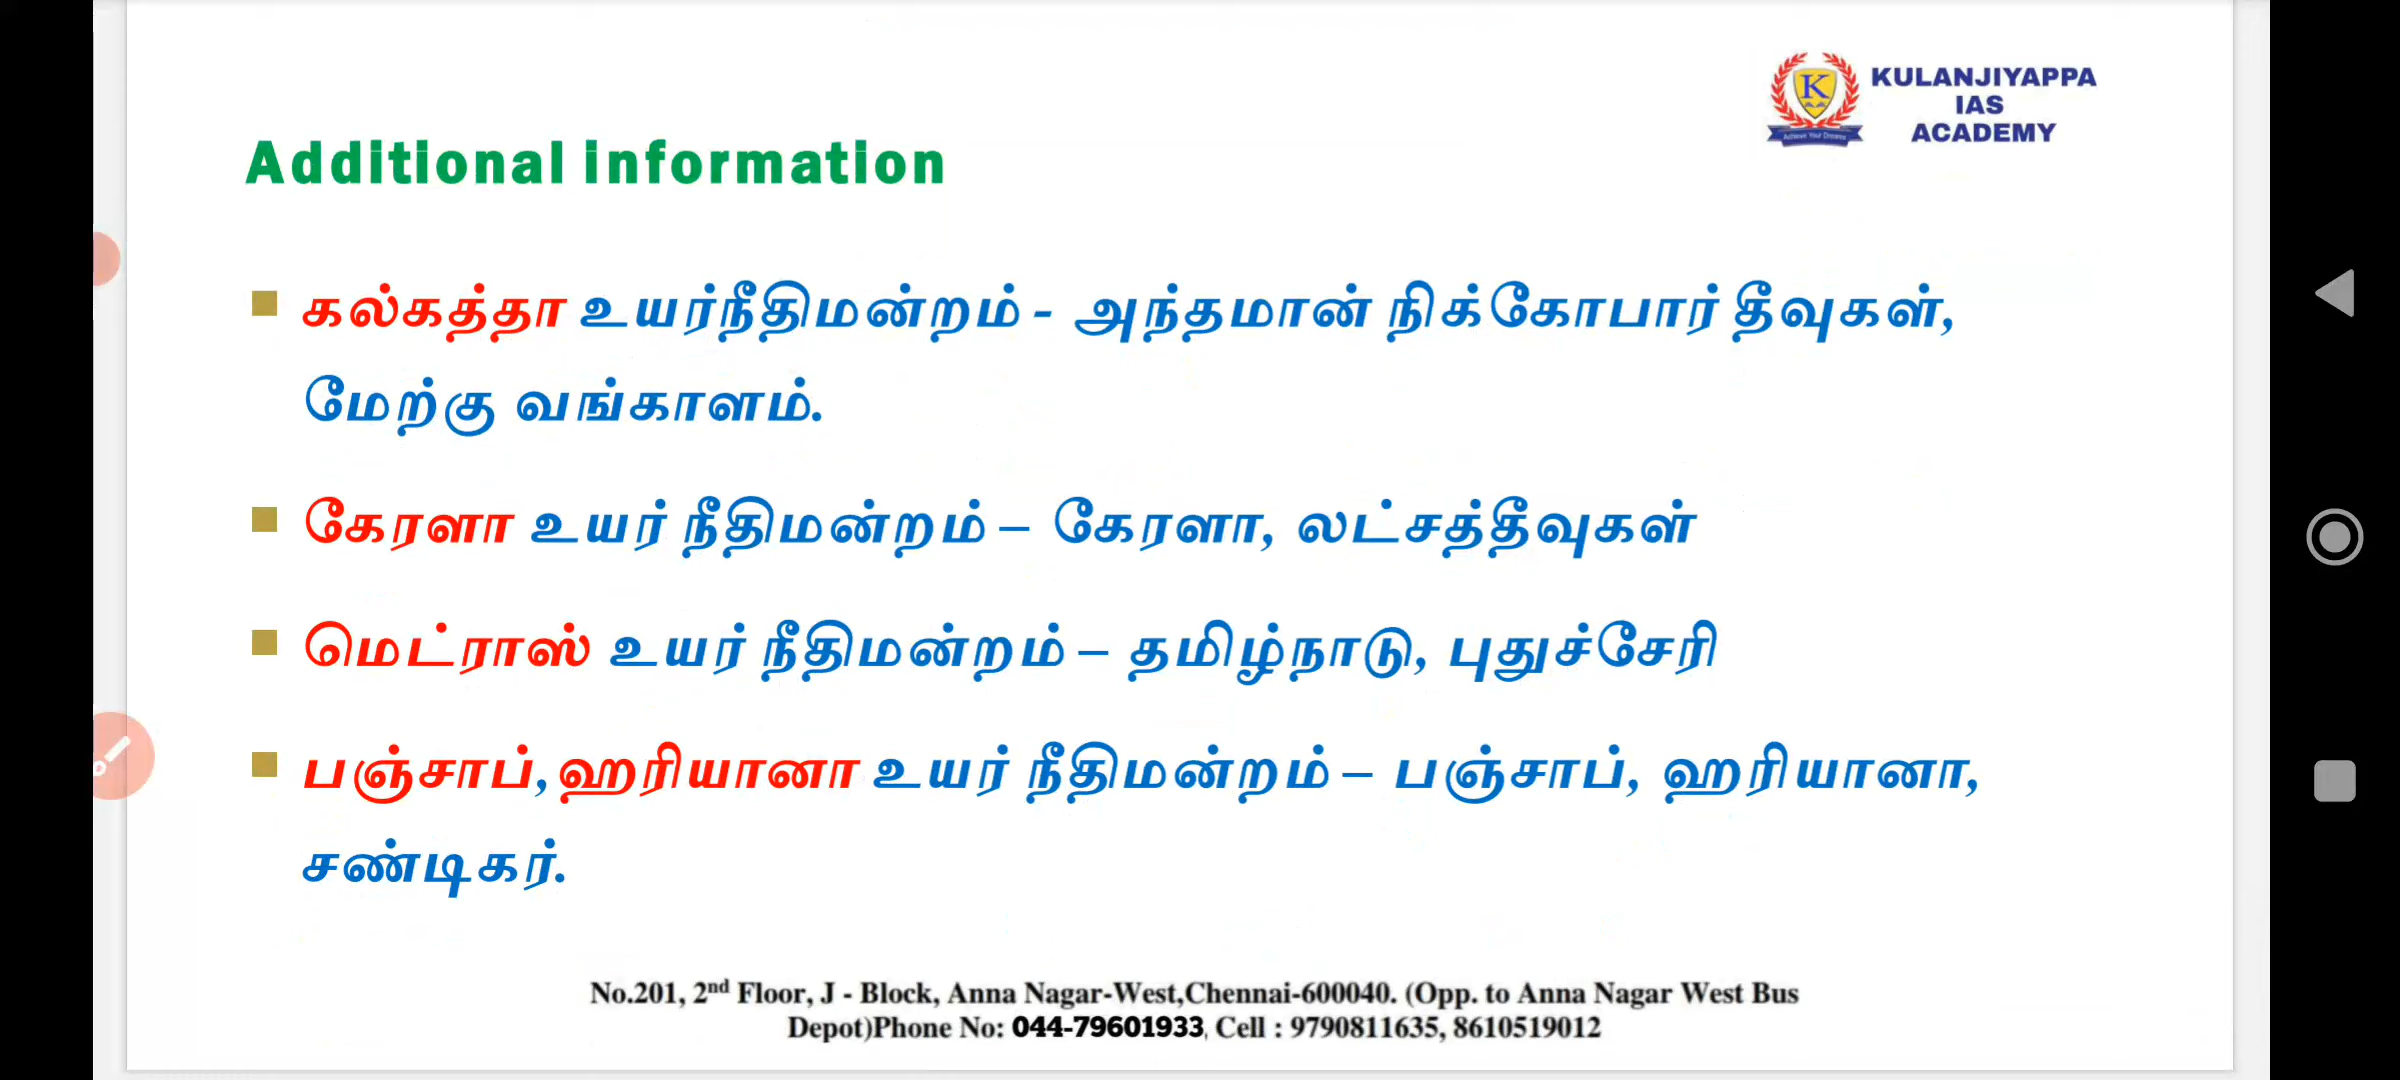 KULANJIYAPPA
IAS
ACADEMY
K
Achieve Your Dreams
Additional information
கல்கத்தா உயர்நீதிமன்றம் - அந்தமான் நிக்கோபார் தீவுகள்,
மேற்கு வங்காளம்.
கேரளா உயர் நீதிமன்றம் – கேரளா, லட்சத்தீவுகள்
மெட்ராஸ் உயர் நீதிமன்றம் – தமிழ்நாடு, புதுச்சேரி
பஞ்சாப்,ஹரியானா உயர் நீதிமன்றம் – பஞ்சாப், ஹரியானா,
சண்டிகர்.
No.201, 2nd Floor, J - Block, Anna Nagar-West,Chennai-600040. (Opp. to Anna Nagar West Bus
Depot)Phone No: 044-79601933, Cell : 9790811635, 8610519012